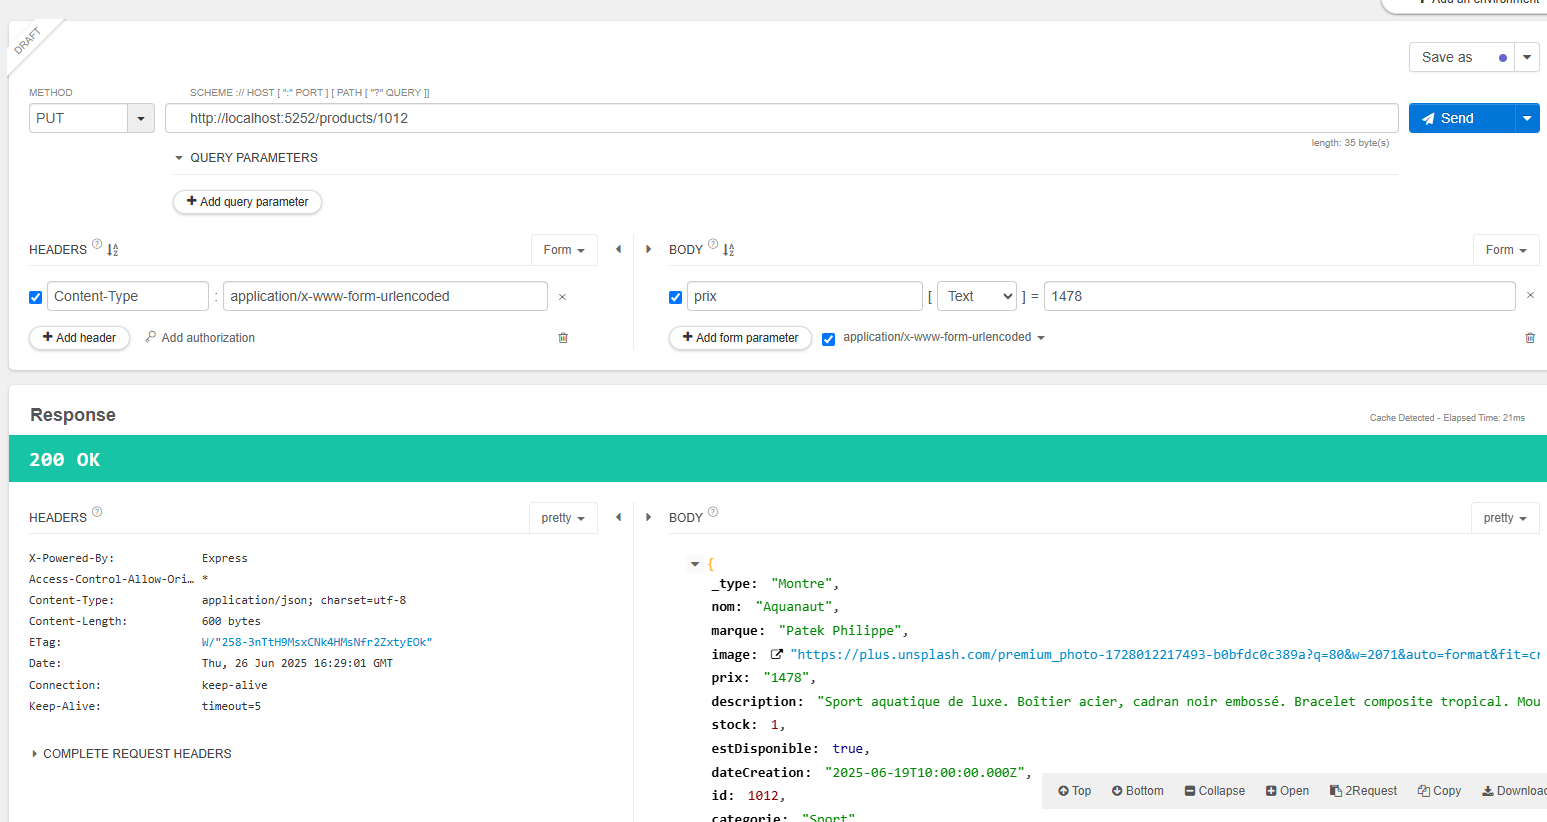 Add an environment
DRAFT
Save as
METHOD
SCHEME :// HOST [ ":" PORT ] [ PATH [ "?" QUERY ]]
PUT
http://localhost:5252/products/1012
Send
length: 35 byte(s)
QUERY PARAMETERS
Add query parameter
HEADERS ? Form
BODY ? Form
Content-Type : application/x-www-form-urlencoded ×
prix [ Text ] = 1478 ×
Add header Add authorization
Add form parameter application/x-www-form-urlencoded
Response
Cache Detected - Elapsed Time: 21ms
200 OK
HEADERS ? pretty
X-Powered-By: Express
Access-Control-Allow-Ori… *
Content-Type: application/json; charset=utf-8
Content-Length: 600 bytes
ETag: W/"258-3nTtH9MsxCNk4HMsNfr2ZxtyEOk"
Date: Thu, 26 Jun 2025 16:29:01 GMT
Connection: keep-alive
Keep-Alive: timeout=5
COMPLETE REQUEST HEADERS
BODY ? pretty
{
_type: "Montre",
nom: "Aquanaut",
marque: "Patek Philippe",
image: "https://plus.unsplash.com/premium_photo-1728012217493-b0bfdc0c389a?q=80&w=2071&auto=format&fit=cr
prix: "1478",
description: "Sport aquatique de luxe. Boîtier acier, cadran noir embossé. Bracelet composite tropical. Mou
stock: 1,
estDisponible: true,
dateCreation: "2025-06-19T10:00:00.000Z",
id: 1012,
categorie: "Sport"
Top Bottom Collapse Open 2Request Copy Download